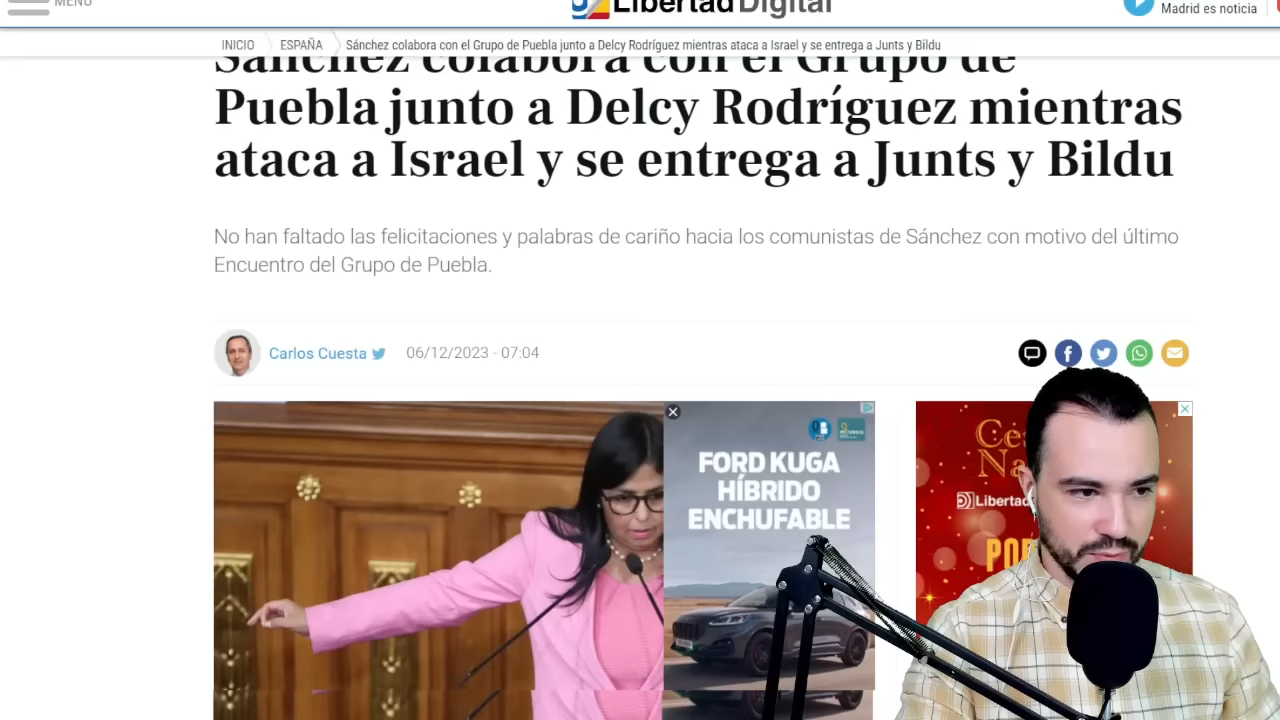 MENÚ
Libertad Digital
Madrid es noticia
INICIO
ESPAÑA
Sánchez colabora con el Grupo de Puebla junto a Delcy Rodríguez mientras ataca a Israel y se entrega a Junts y Bildu
Sánchez colabora con el Grupo de
Puebla junto a Delcy Rodríguez mientras
ataca a Israel y se entrega a Junts y Bildu
No han faltado las felicitaciones y palabras de cariño hacia los comunistas de Sánchez con motivo del último
Encuentro del Grupo de Puebla.
Carlos Cuesta
06/12/2023 - 07:04
FORD KUGA
HÍBRIDO
ENCHUFABLE
Libertad